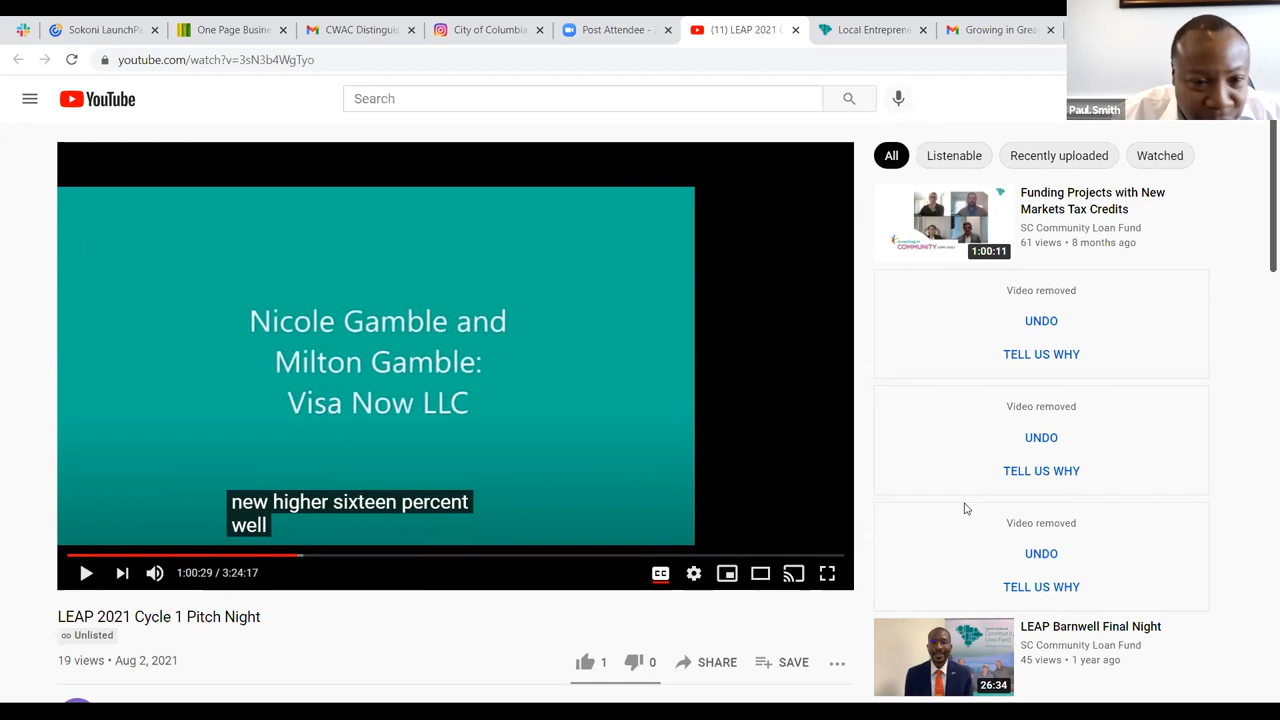 Sokoni LaunchPa
One Page Busine
CWAC Distinguis
City of Columbi
Post Attendee -
(11) LEAP 2021 C
Local Entreprene
Growing in Grea
youtube.com/watch?v=3sN3b4WgTyo
Paul.Smith
YouTube
Search
All
Listenable
Recently uploaded
Watched
Nicole Gamble and
Milton Gamble:
Visa Now LLC
new higher sixteen percent
well
CC
1:00:29 / 3:24:17
LEAP 2021 Cycle 1 Pitch Night
Unlisted
19 views • Aug 2, 2021
1
0
SHARE
SAVE
Funding Projects with New
Markets Tax Credits
SC Community Loan Fund
61 views • 8 months ago
COMMUNITY
1:00:11
Video removed
UNDO
TELL US WHY
Video removed
UNDO
TELL US WHY
Video removed
UNDO
TELL US WHY
LEAP Barnwell Final Night
SC Community Loan Fund
45 views • 1 year ago
26:34